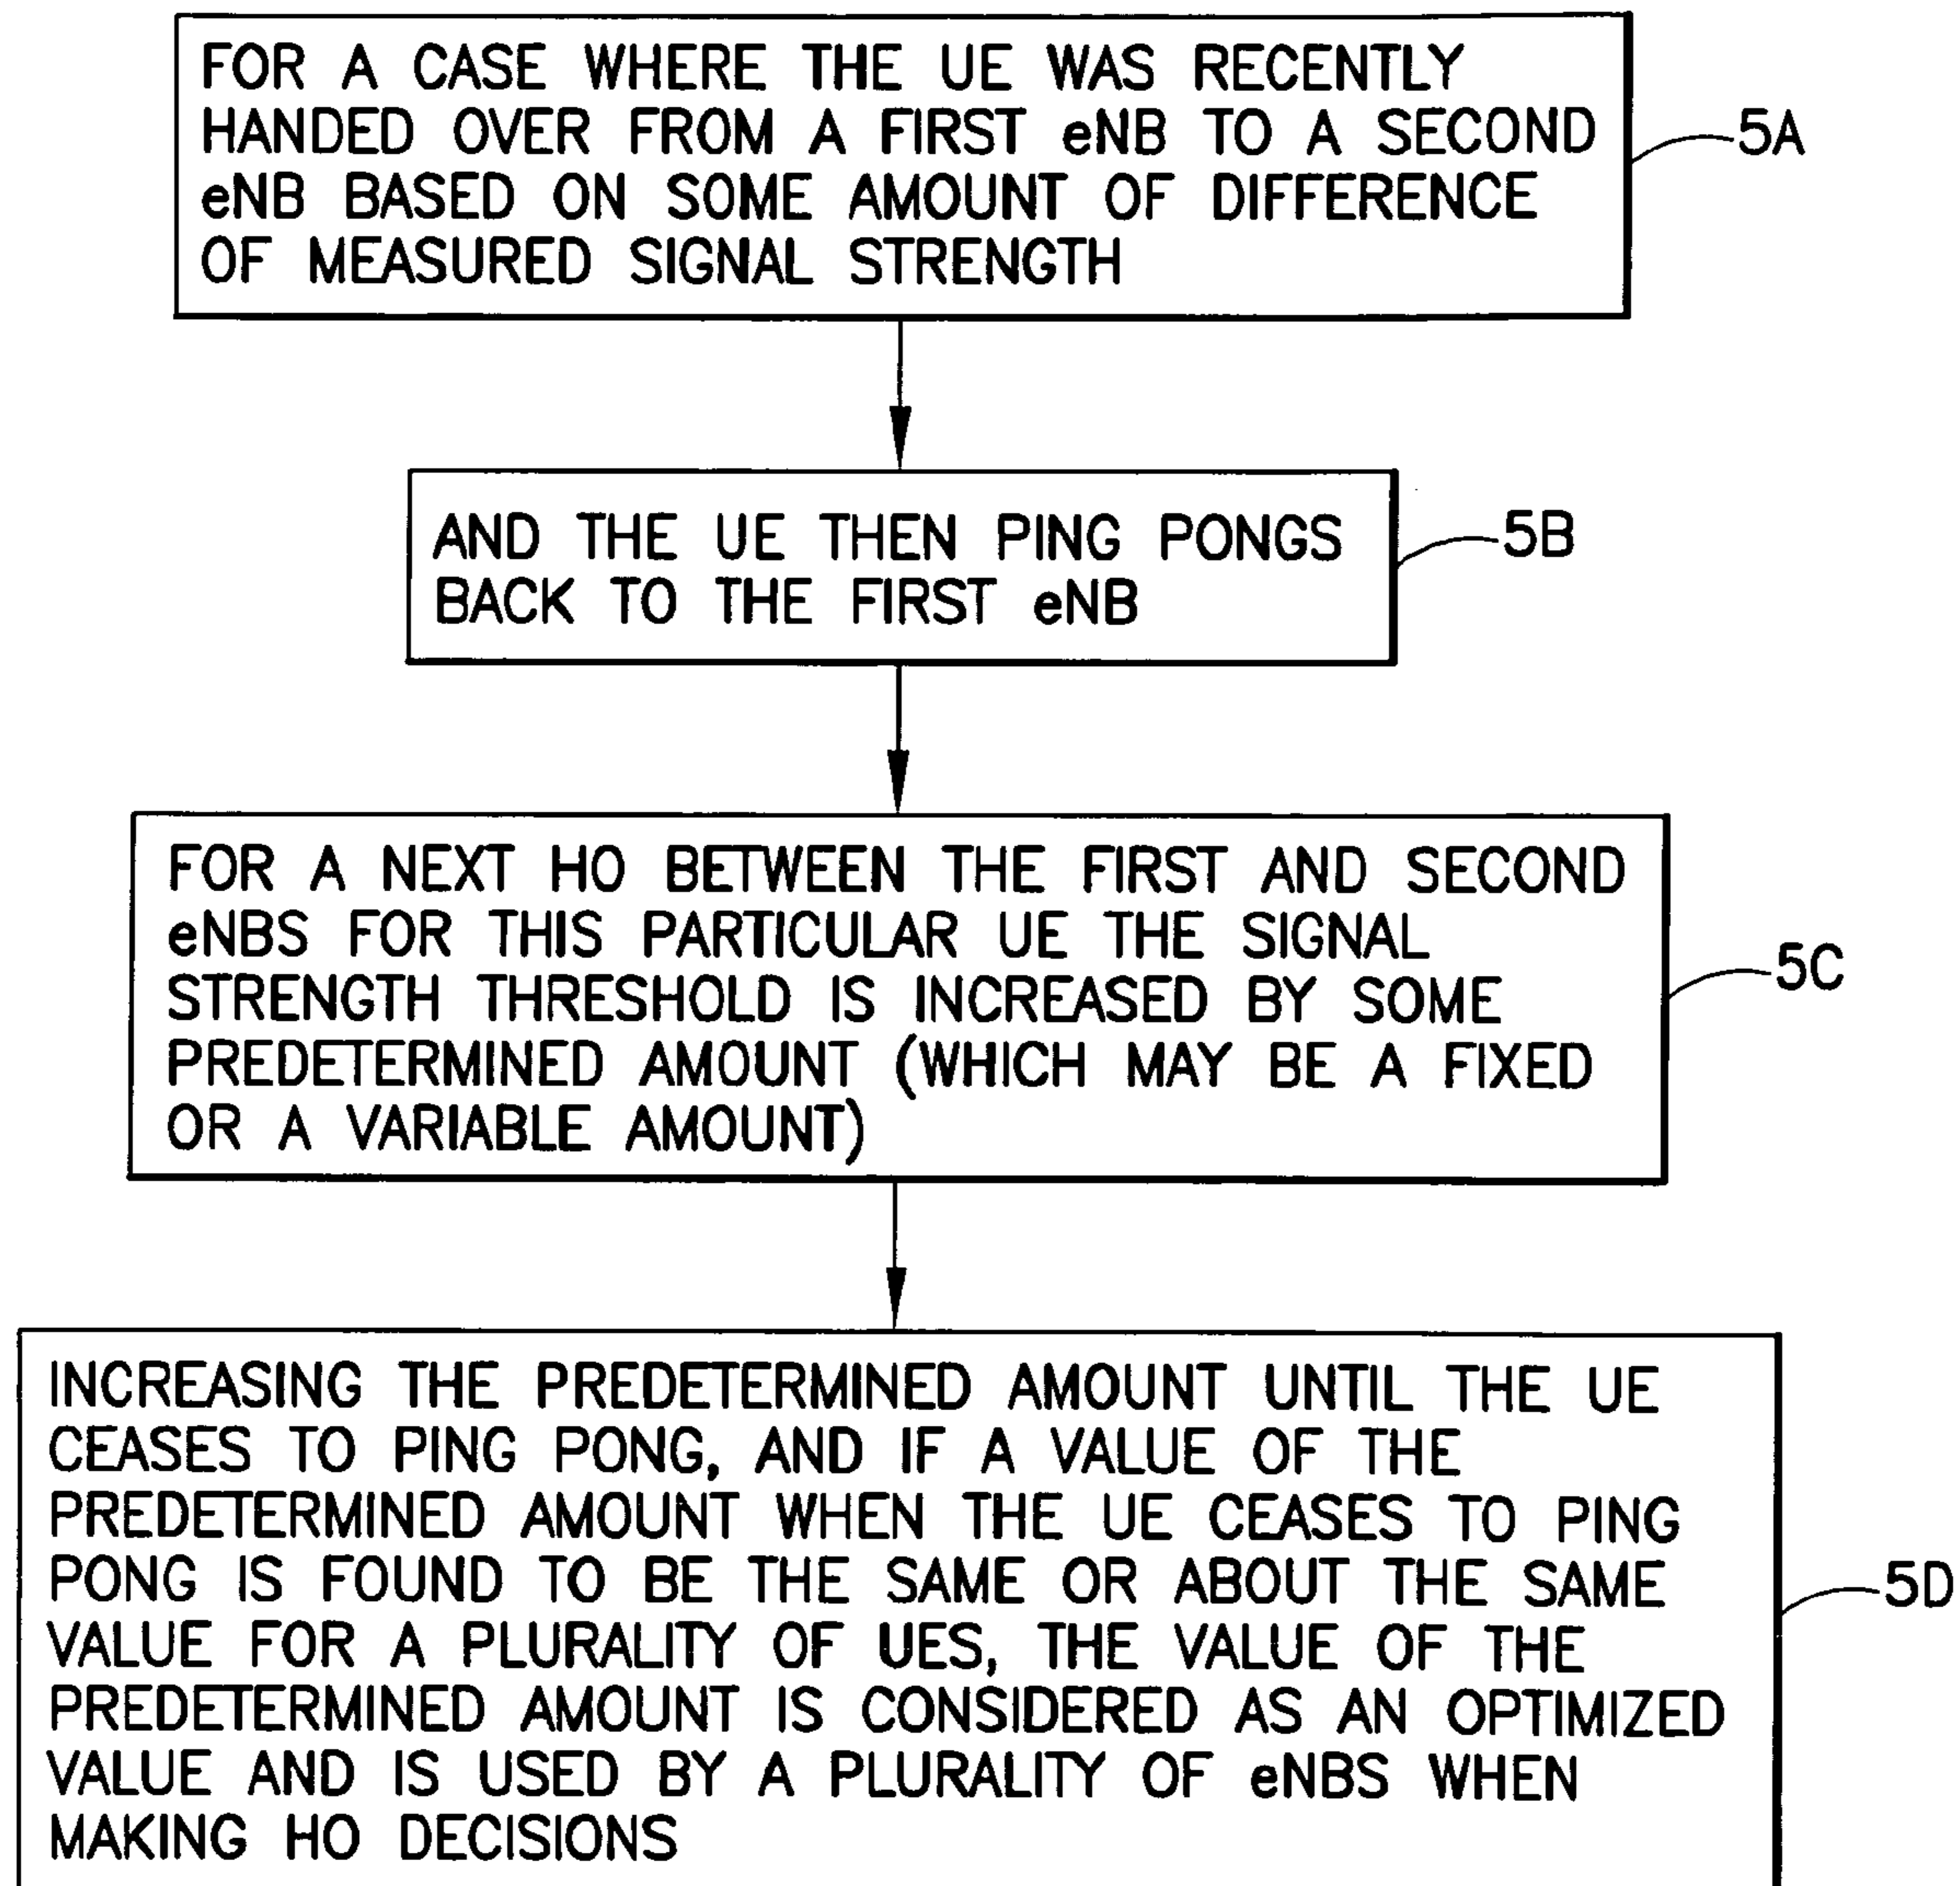 FOR A CASE WHERE THE UE WAS RECENTLY
HANDED OVER FROM A FIRST eNB TO A SECOND
eNB BASED ON SOME AMOUNT OF DIFFERENCE
OF MEASURED SIGNAL STRENGTH
5A
AND THE UE THEN PING PONGS
BACK TO THE FIRST eNB
5B
FOR A NEXT HO BETWEEN THE FIRST AND SECOND
eNBS FOR THIS PARTICULAR UE THE SIGNAL
STRENGTH THRESHOLD IS INCREASED BY SOME
PREDETERMINED AMOUNT (WHICH MAY BE A FIXED
OR A VARIABLE AMOUNT)
5C
INCREASING THE PREDETERMINED AMOUNT UNTIL THE UE
CEASES TO PING PONG, AND IF A VALUE OF THE
PREDETERMINED AMOUNT WHEN THE UE CEASES TO PING
PONG IS FOUND TO BE THE SAME OR ABOUT THE SAME
VALUE FOR A PLURALITY OF UES, THE VALUE OF THE
PREDETERMINED AMOUNT IS CONSIDERED AS AN OPTIMIZED
VALUE AND IS USED BY A PLURALITY OF eNBS WHEN
MAKING HO DECISIONS
5D